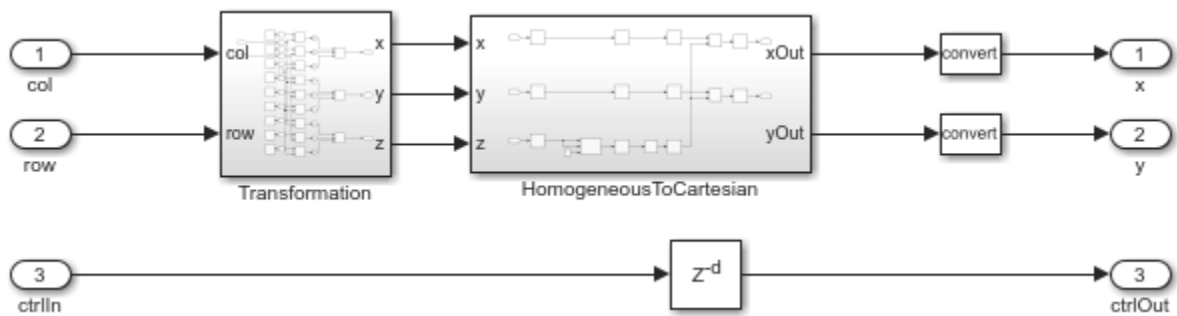 1
col
2
row
col
row
x
y
z
Transformation
x
y
z
xOut
yOut
HomogeneousToCartesian
convert
convert
1
x
2
y
3
ctrlIn
Z-d
3
ctrlOut